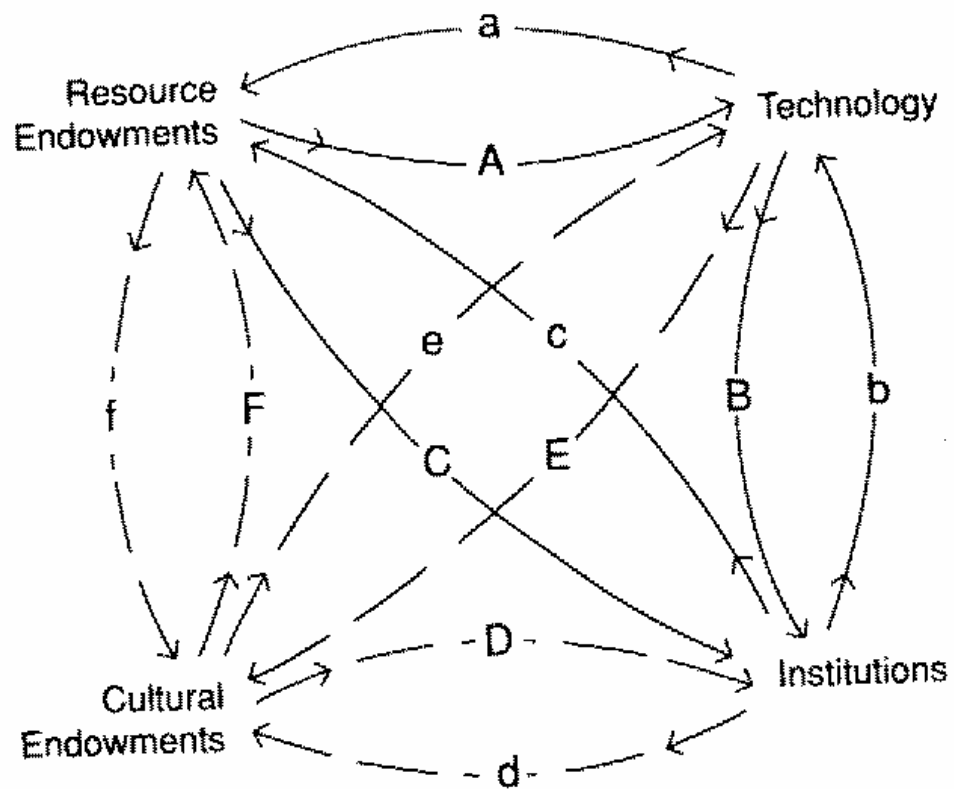 a
Resource
Endowments
Technology
A
e
c
f
F
B
b
C
E
D
Cultural
Endowments
Institutions
d